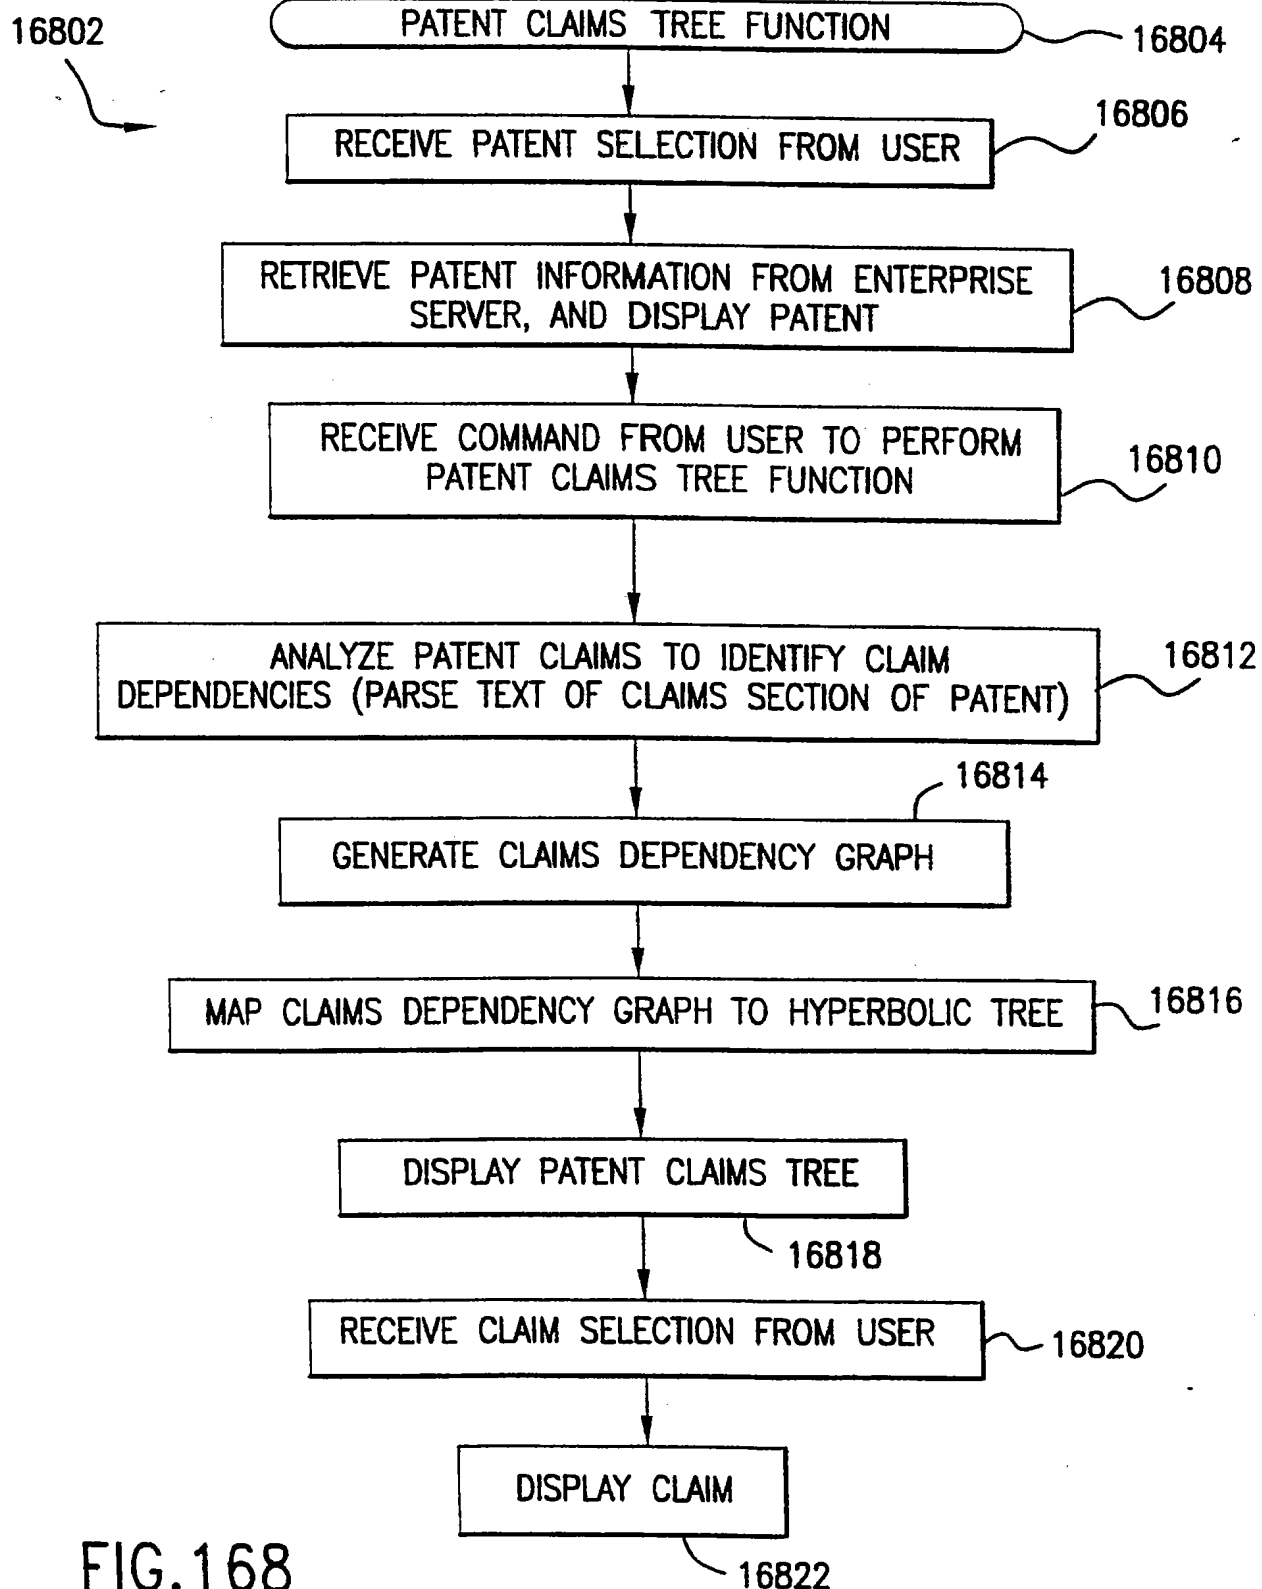 16802
PATENT CLAIMS TREE FUNCTION
16804
RECEIVE PATENT SELECTION FROM USER
16806
RETRIEVE PATENT INFORMATION FROM ENTERPRISE
SERVER, AND DISPLAY PATENT
16808
RECEIVE COMMAND FROM USER TO PERFORM
PATENT CLAIMS TREE FUNCTION
16810
ANALYZE PATENT CLAIMS TO IDENTIFY CLAIM
DEPENDENCIES (PARSE TEXT OF CLAIMS SECTION OF PATENT)
16812
16814
GENERATE CLAIMS DEPENDENCY GRAPH
MAP CLAIMS DEPENDENCY GRAPH TO HYPERBOLIC TREE
16816
DISPLAY PATENT CLAIMS TREE
16818
RECEIVE CLAIM SELECTION FROM USER
16820
DISPLAY CLAIM
16822
FIG.168